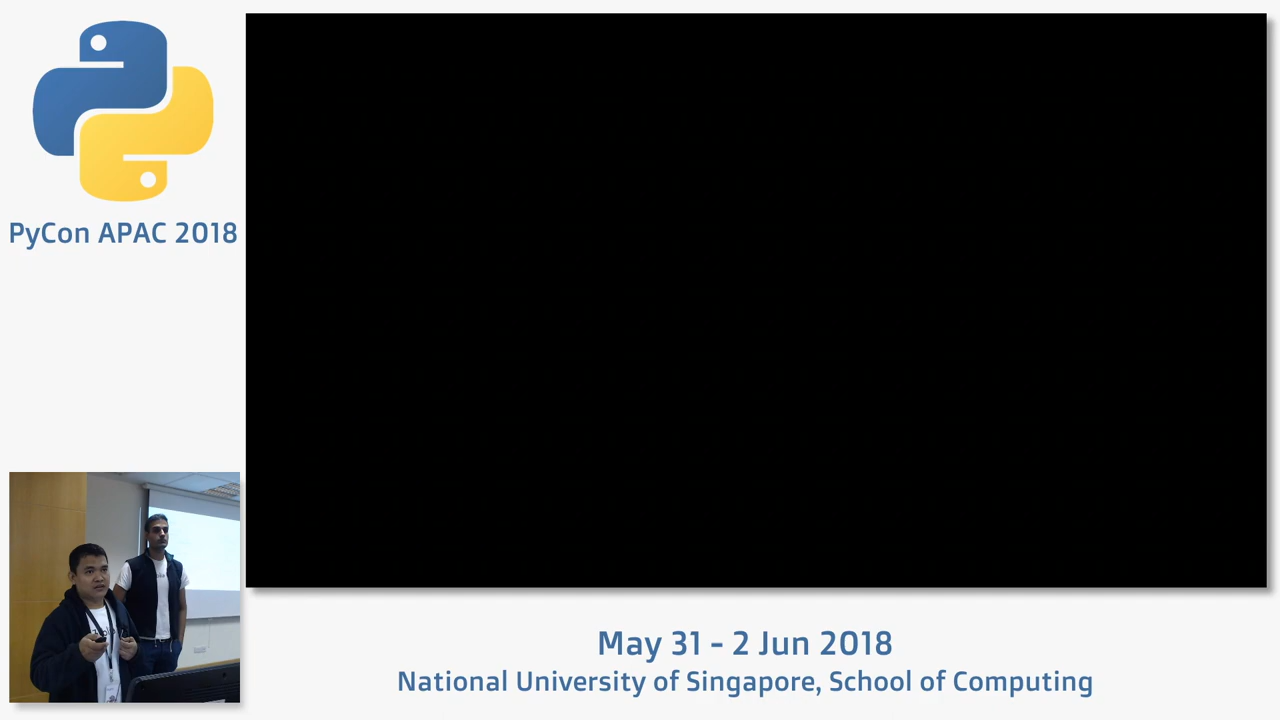 PyCon APAC 2018
May 31 - 2 Jun 2018
National University of Singapore, School of Computing